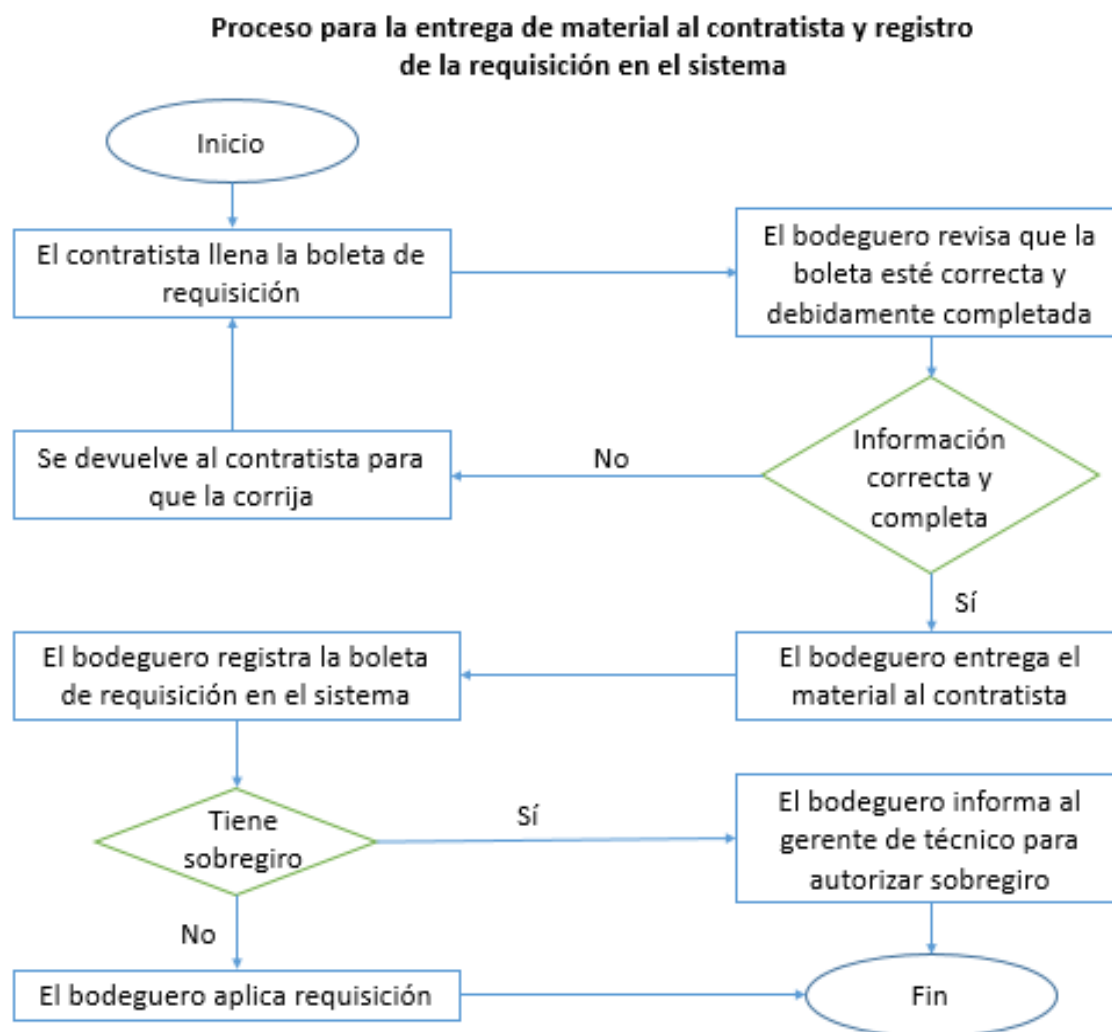 Proceso para la entrega de material al contratista y registro
de la requisición en el sistema
Inicio
El contratista llena la boleta de
requisición
El bodeguero revisa que la
boleta esté correcta y
debidamente completada
Información
correcta y
completa
No
Se devuelve al contratista para
que la corrija
Sí
El bodeguero entrega el
material al contratista
El bodeguero registra la boleta
de requisición en el sistema
Tiene
sobregiro
Sí
El bodeguero informa al
gerente de técnico para
autorizar sobregiro
No
El bodeguero aplica requisición
Fin